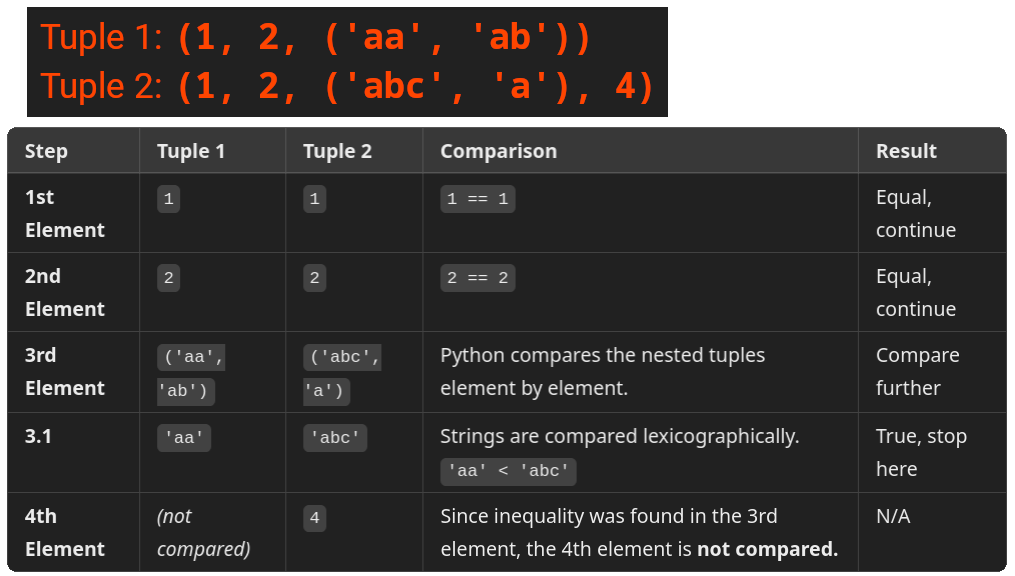 Tuple 1: (1, 2, ('aa', 'ab'))
Tuple 2: (1, 2, ('abc', 'a'), 4)
Step Tuple 1 Tuple 2 Comparison Result
1st Element 1 1 1 == 1 Equal, continue
2nd Element 2 2 2 == 2 Equal, continue
3rd Element ('aa', 'ab') ('abc', 'a') Python compares the nested tuples element by element. Compare further
3.1 'aa' 'abc' Strings are compared lexicographically. 'aa' < 'abc' True, stop here
4th Element (not compared) 4 Since inequality was found in the 3rd element, the 4th element is not compared. N/A